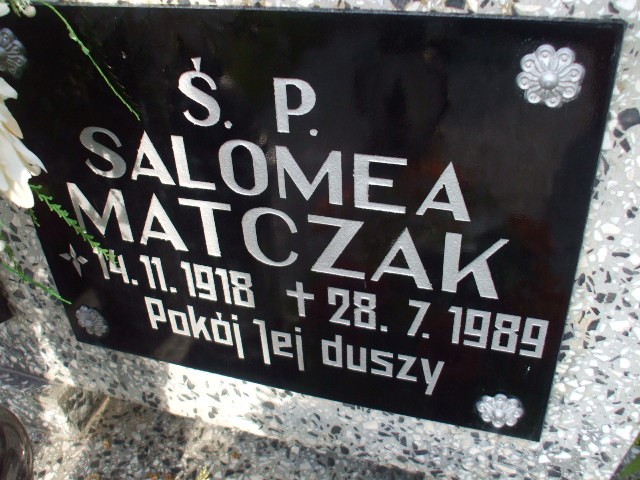 Ś. P.
SALOMEA
MATCZAK
14.11.1918 ✝ 28.7.1989
Pokój Jej duszy